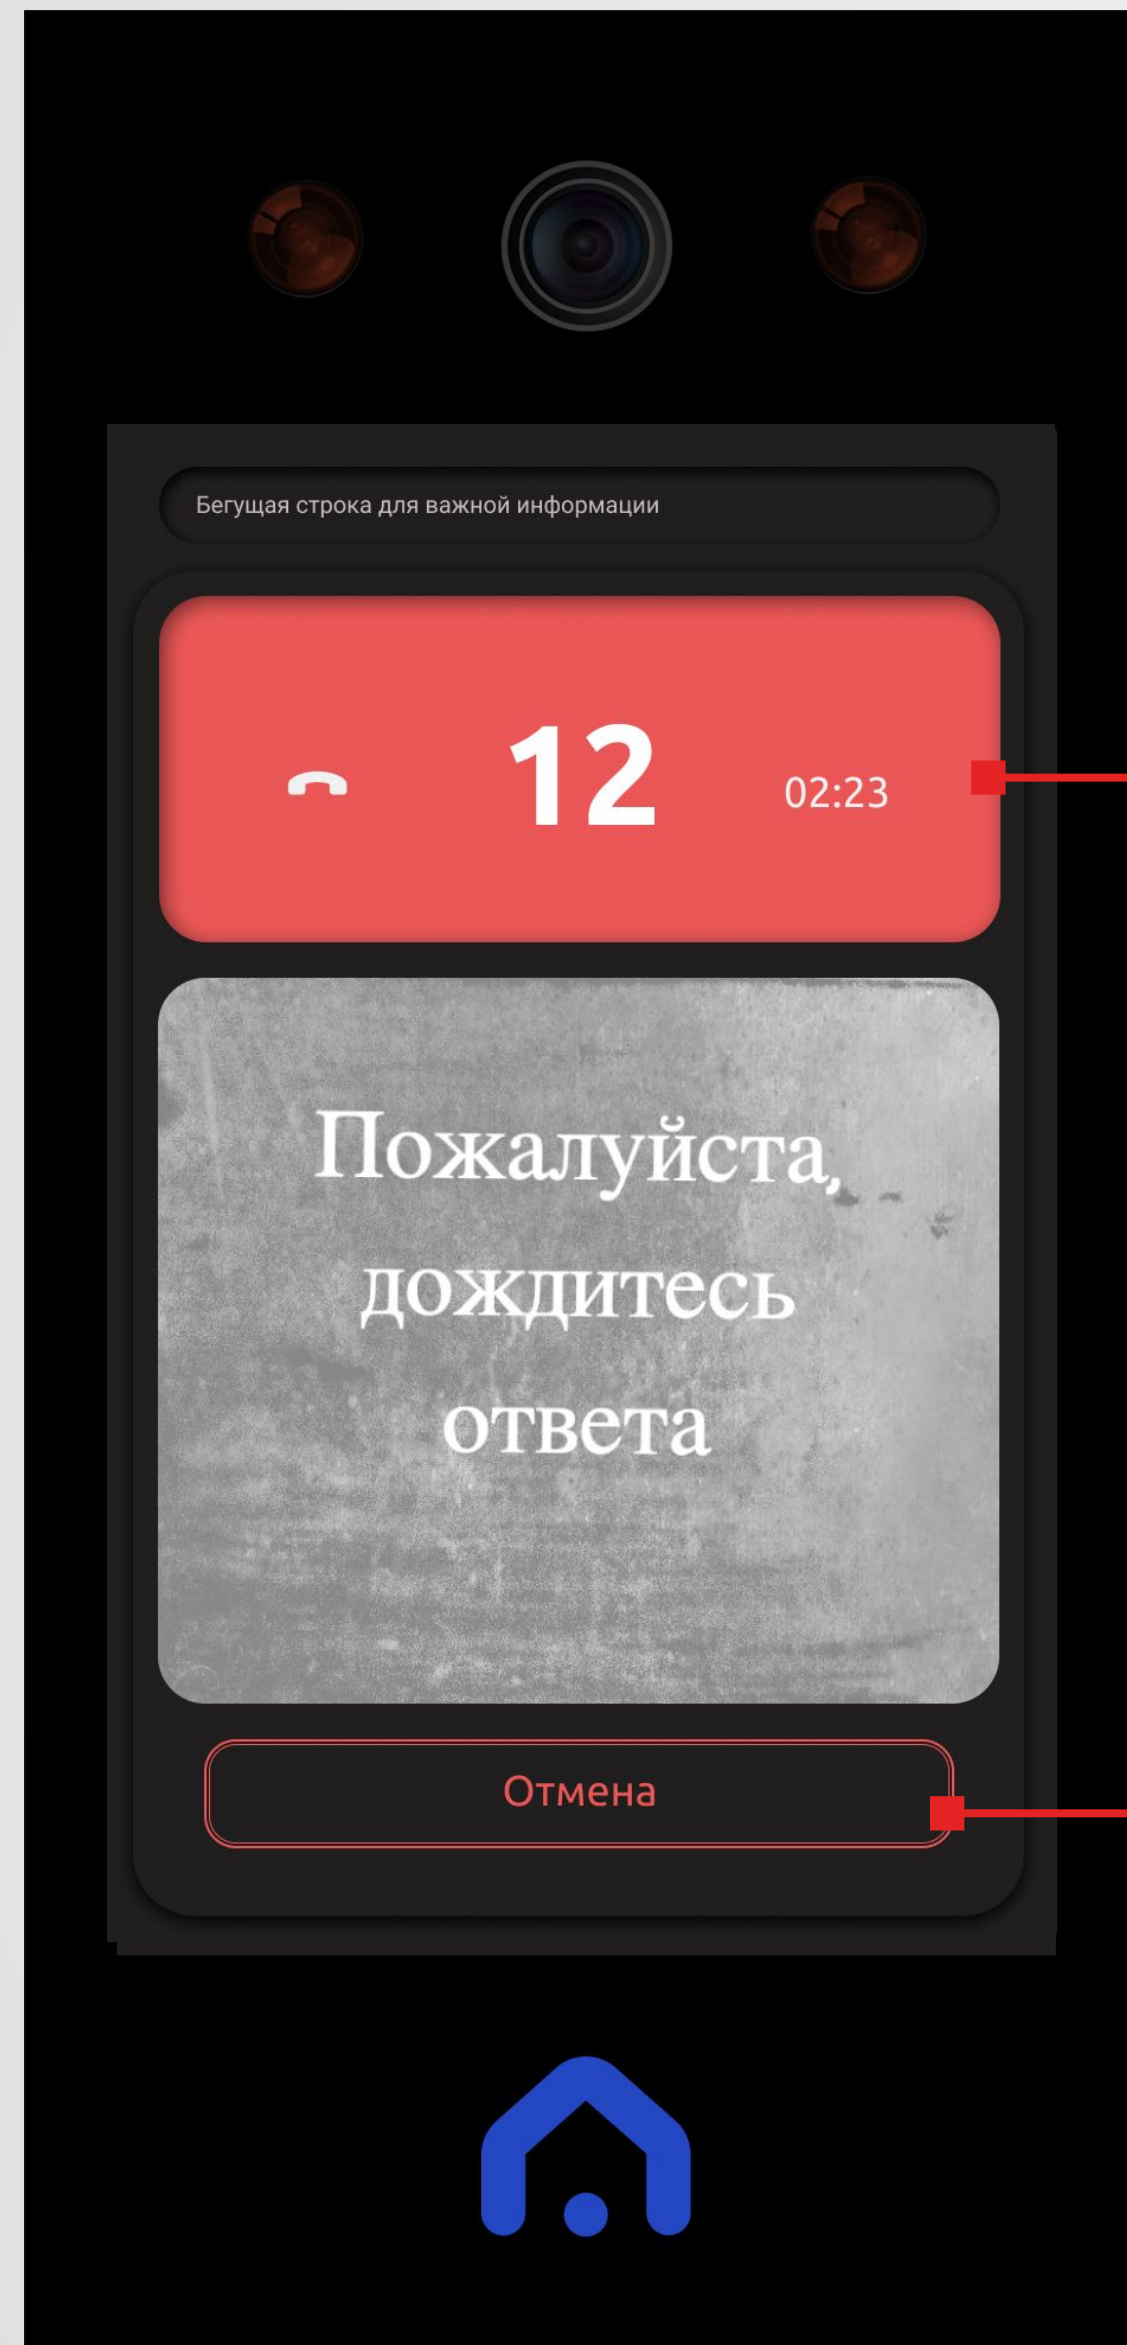 Бегущая строка для важной информации
12
02:23
Пожалуйста,
дождитесь
ответа
Отмена